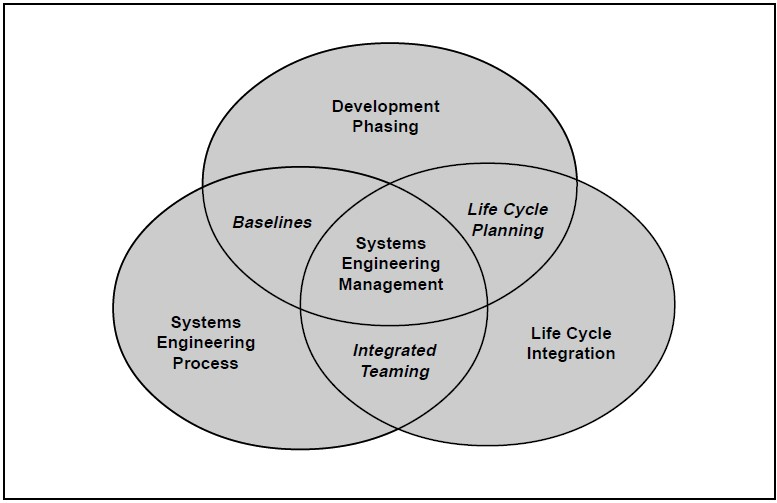 Development
Phasing
Baselines
Life Cycle
Planning
Systems
Engineering
Management
Systems
Engineering
Process
Integrated
Teaming
Life Cycle
Integration